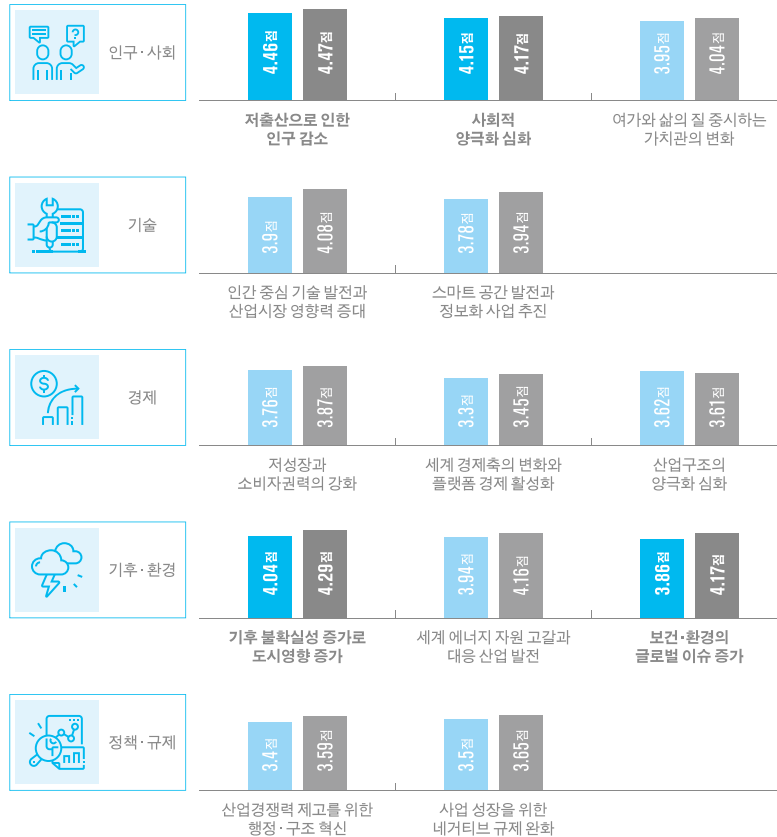 인구·사회
4.46점
4.47점
4.15점
4.17점
3.95점
4.04점
저출산으로 인한
인구 감소
사회적
양극화 심화
여가와 삶의 질 중시하는
가치관의 변화
기술
3.9점
4.08점
3.78점
3.94점
인간 중심 기술 발전과
산업시장 영향력 증대
스마트 공간 발전과
정보화 사업 추진
경제
3.76점
3.87점
3.3점
3.45점
3.62점
3.61점
저성장과
소비자권력의 강화
세계 경제축의 변화와
플랫폼 경제 활성화
산업구조의
양극화 심화
기후·환경
4.04점
4.29점
3.94점
4.16점
3.86점
4.17점
기후 불확실성 증가로
도시영향 증가
세계 에너지 자원 고갈과
대응 산업 발전
보건·환경의
글로벌 이슈 증가
정책·규제
3.4점
3.59점
3.5점
3.65점
산업경쟁력 제고를 위한
행정·구조 혁신
사업 성장을 위한
네거티브 규제 완화